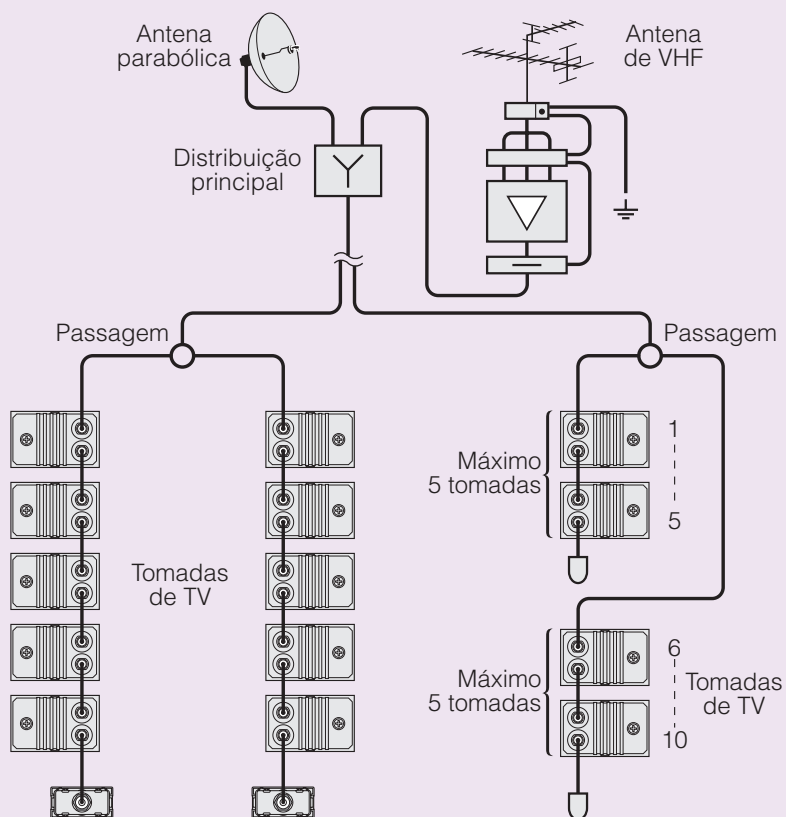 Antena
parabólica
Antena
de VHF
Distribuição
principal
Passagem
Passagem
Máximo
5 tomadas
1
5
Tomadas
de TV
Máximo
5 tomadas
6
10
Tomadas
de TV